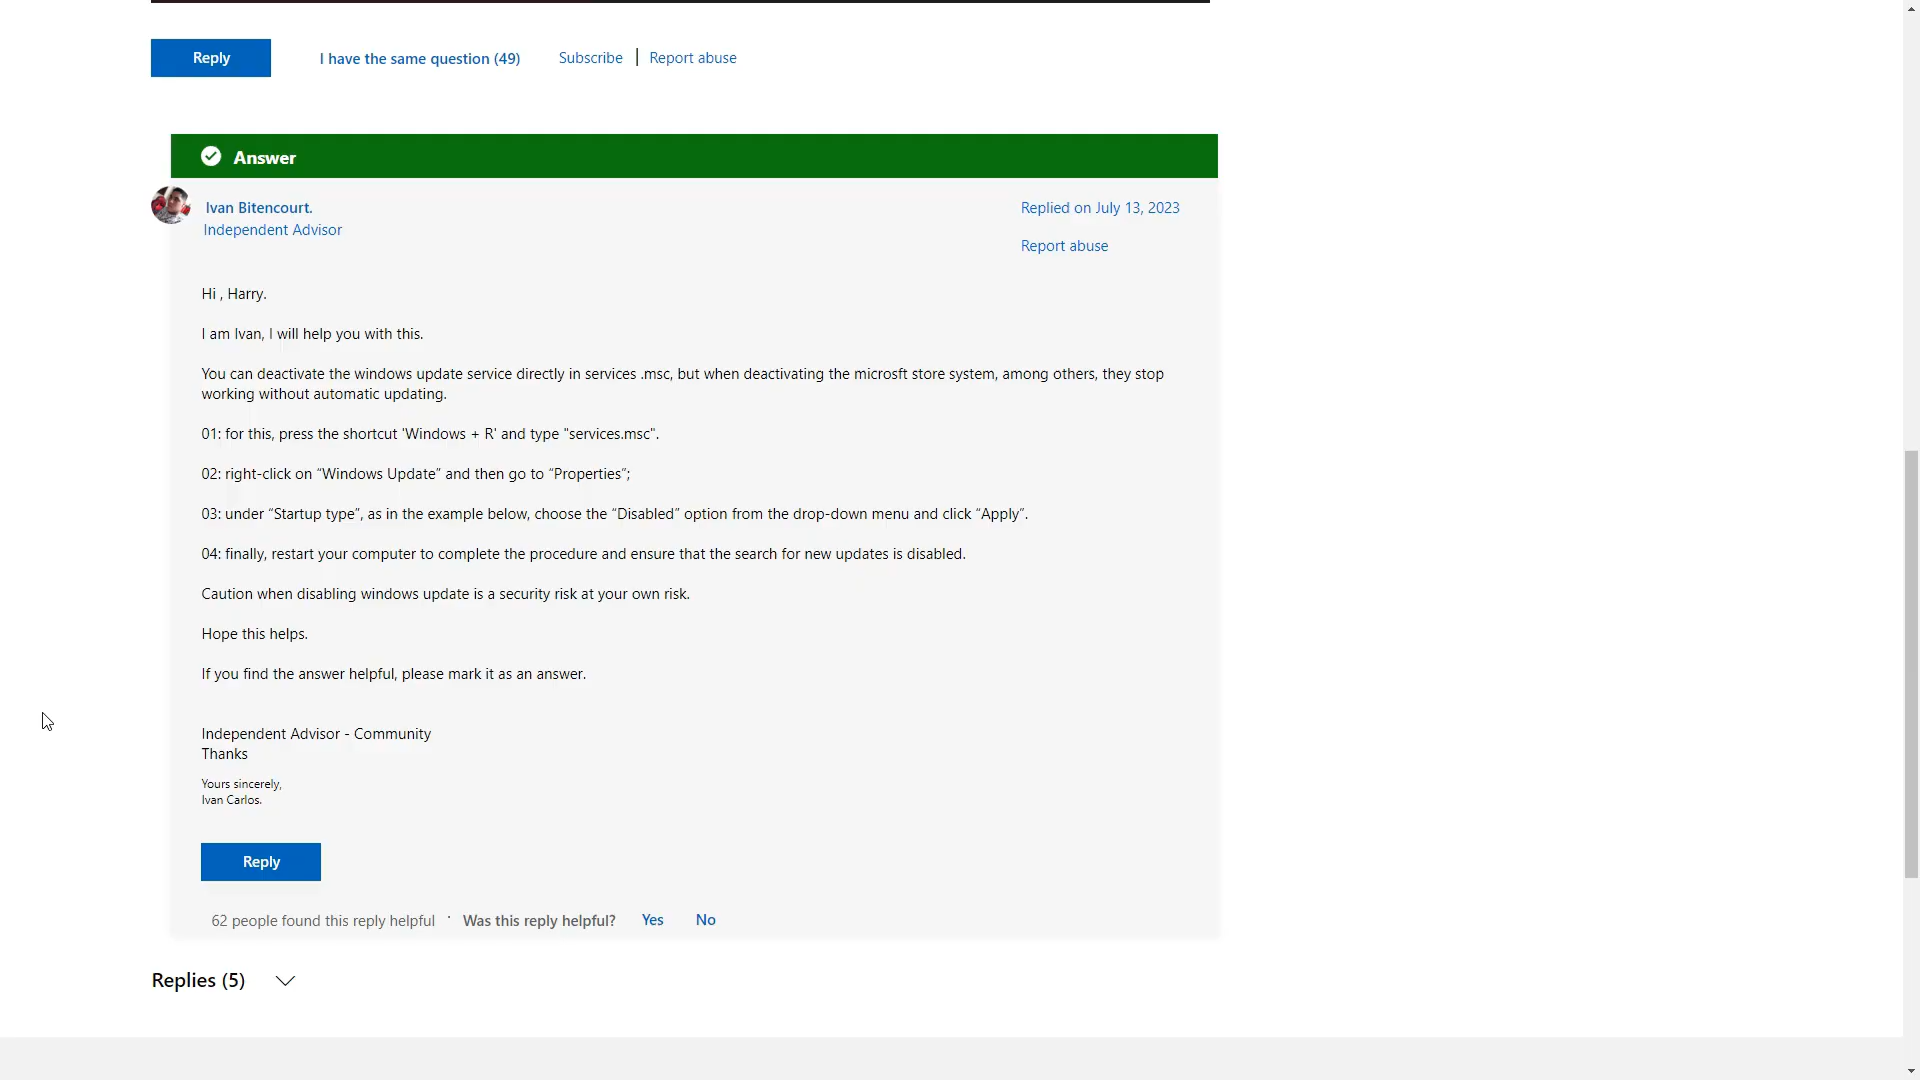 Reply
I have the same question (49)
Subscribe | Report abuse
Answer
Ivan Bitencourt.
Independent Advisor
Replied on July 13, 2023
Report abuse
Hi , Harry.
I am Ivan, I will help you with this.
You can deactivate the windows update service directly in services .msc, but when deactivating the microsft store system, among others, they stop
working without automatic updating.
01: for this, press the shortcut 'Windows + R' and type "services.msc".
02: right-click on “Windows Update” and then go to “Properties”;
03: under “Startup type”, as in the example below, choose the “Disabled” option from the drop-down menu and click “Apply”.
04: finally, restart your computer to complete the procedure and ensure that the search for new updates is disabled.
Caution when disabling windows update is a security risk at your own risk.
Hope this helps.
If you find the answer helpful, please mark it as an answer.
Independent Advisor - Community
Thanks
Yours sincerely,
Ivan Carlos.
Reply
62 people found this reply helpful · Was this reply helpful? Yes No
Replies (5)